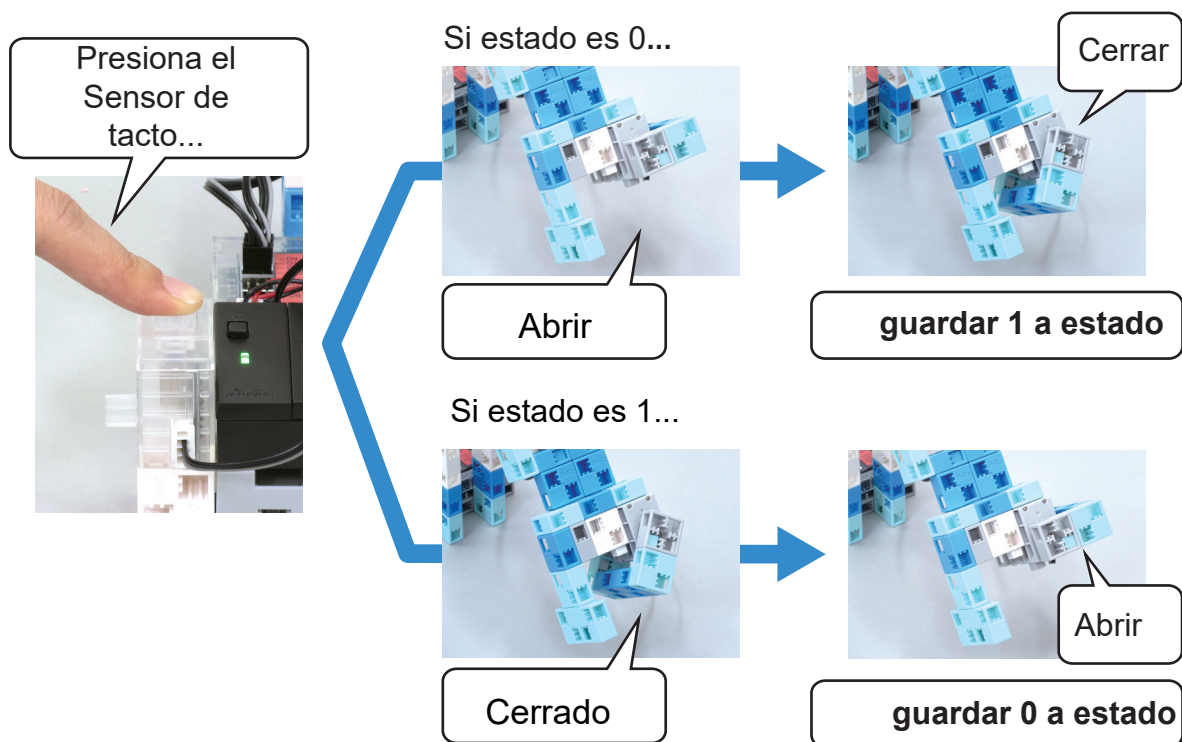 Presiona el
Sensor de
tacto...
Si estado es 0...
Abrir
Cerrar
guardar 1 a estado
Si estado es 1...
Cerrado
Abrir
guardar 0 a estado